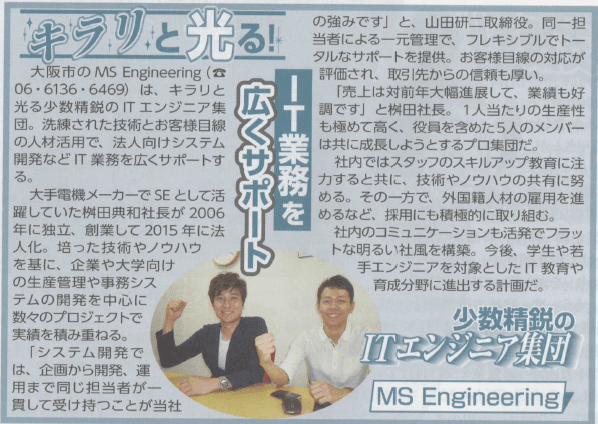 キラリと光る!
IT業務を
広くサポート
大阪市のMS Engineering(☎
06・6136・6469)は、キラリと
光る少数精鋭のITエンジニア集
団。洗練された技術とお客様目線
の人材活用で、法人向けシステム
開発などIT業務を広くサポートす
る。
大手電機メーカーでSEとして活
躍していた桝田典和社長が2006
年に独立、創業して2015年に法
人化。培った技術やノウハウ
を基に、企業や大学向け
の生産管理や事務シス
テムの開発を中心に
数々のプロジェクトで
実績を積み重ねる。
「システム開発で
は、企画から開発、運
用まで同じ担当者が一
貫して受け持つことが当社
の強みです」と、山田研二取締役。同一担
当者による一元管理で、フレキシブルでトー
タルなサポートを提供。お客様目線の対応が
評価され、取引先からの信頼も厚い。
「売上は対前年大幅進展して、業績も好
調です」と桝田社長。1人当たりの生産性
も極めて高く、役員を含めた5人のメンバー
は共に成長しようとするプロ集団だ。
社内ではスタッフのスキルアップ教育に注
力すると共に、技術やノウハウの共有に努
める。その一方で、外国籍人材の雇用を進
めるなど、採用にも積極的に取り組む。
社内のコミュニケーションも活発でフラッ
トな明るい社風を構築。今後、学生や若
手エンジニアを対象としたIT教育や
育成分野に進出する計画だ。
少数精鋭の
ITエンジニア集団
MS Engineering